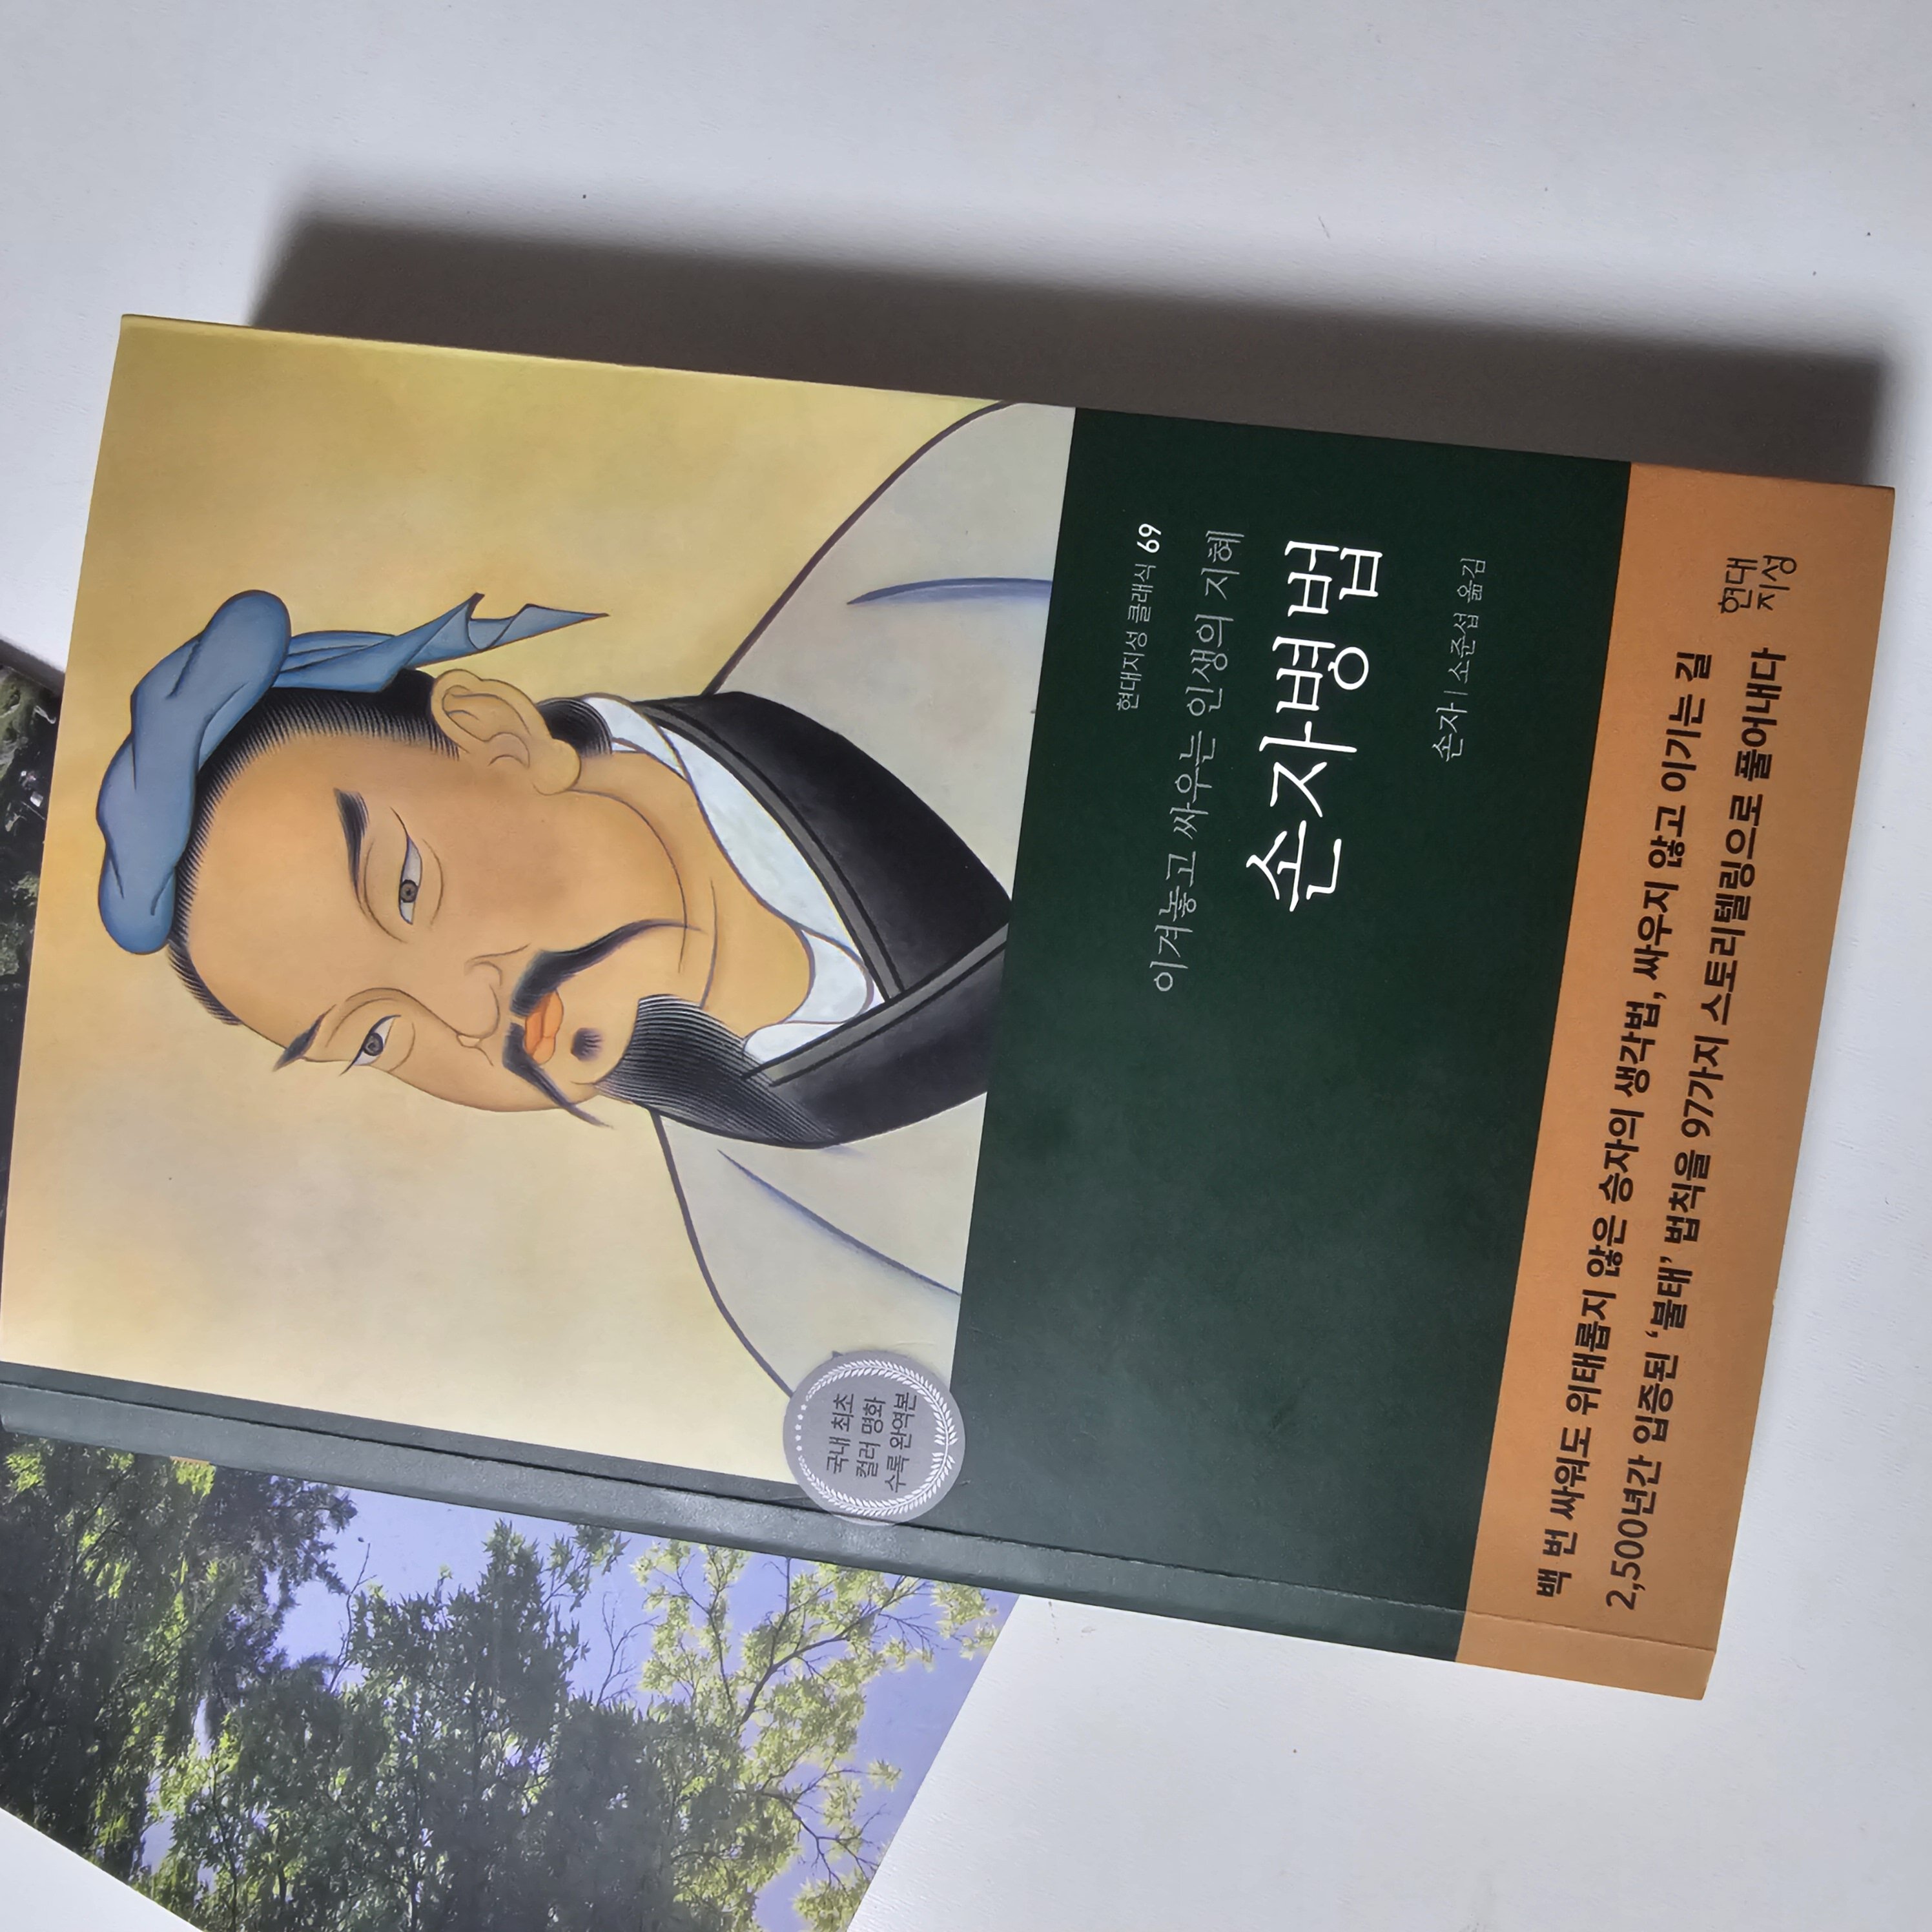 현대지성 클래식 69
이겨놓고 싸우는 인생의 지혜
손자병법
손자 | 소준섭 옮김
국내 최초
컬러 명화
수록 완역본
백 번 싸워도 위태롭지 않은 승자의 생각법, 싸우지 않고 이기는 길
2,500년간 입증된 ‘불태’ 법칙을 97가지 스토리텔링으로 풀어내다
현대
지성